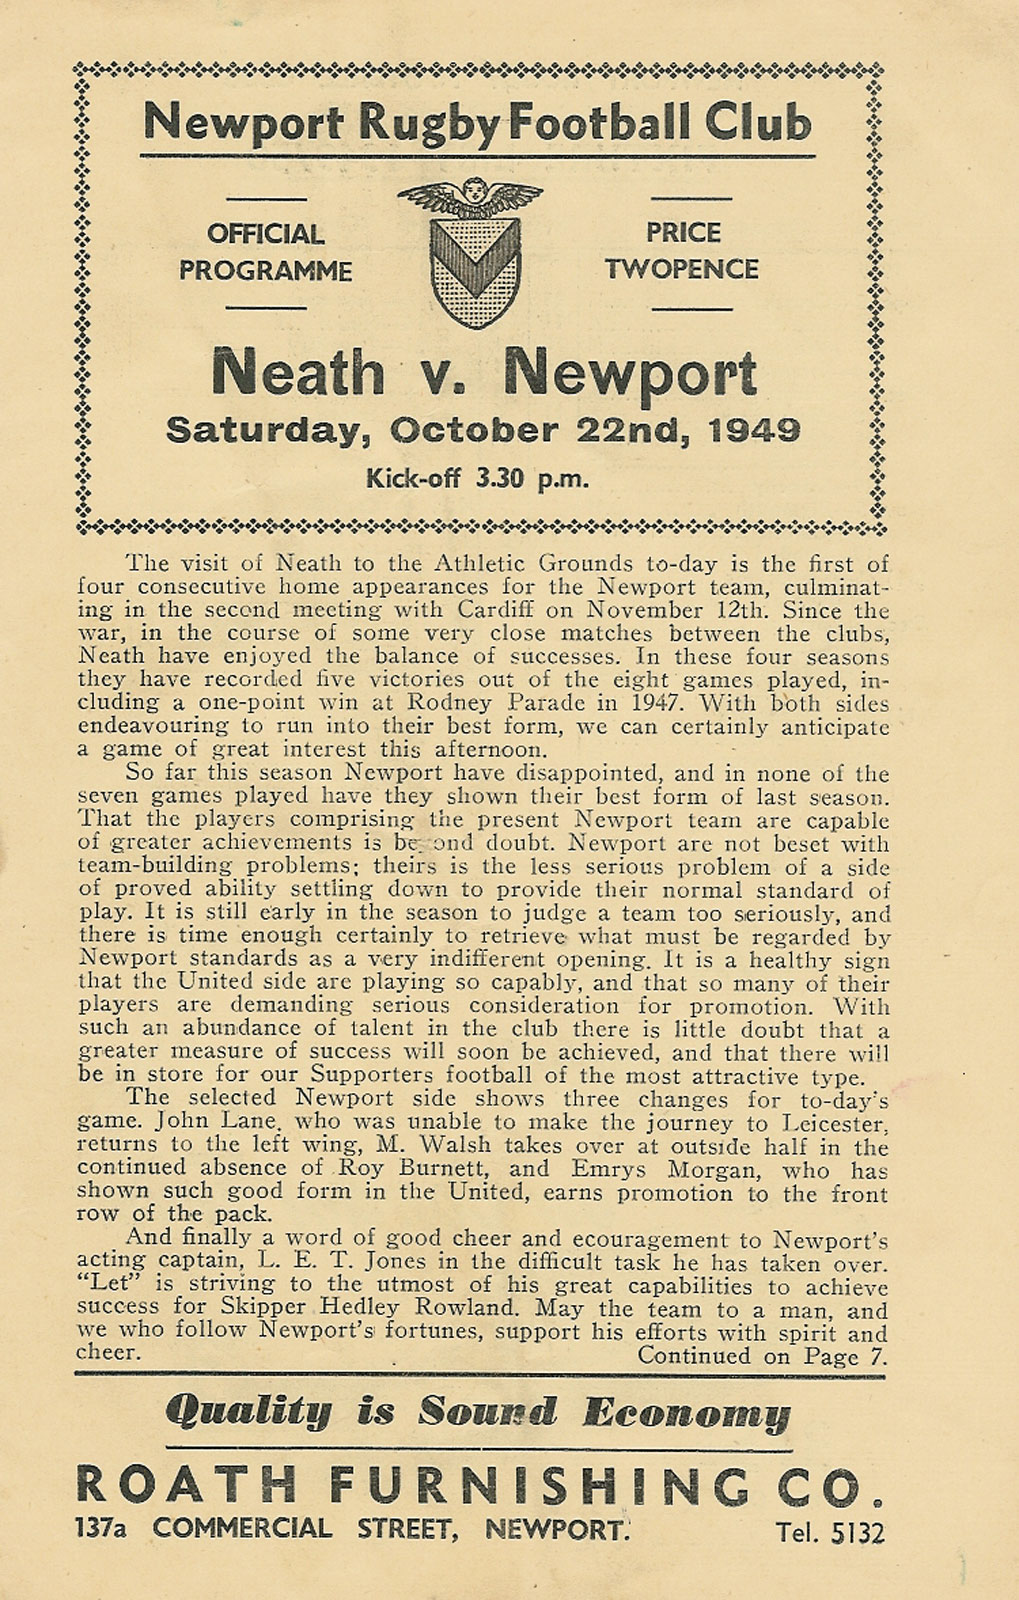 Newport Rugby Football Club
OFFICIAL
PROGRAMME
PRICE
TWOPENCE
Neath v. Newport
Saturday, October 22nd, 1949
Kick-off 3.30 p.m.
The visit of Neath to the Athletic Grounds to-day is the first of
four consecutive home appearances for the Newport team, culminat-
ing in the second meeting with Cardiff on November 12th. Since the
war, in the course of some very close matches between the clubs,
Neath have enjoyed the balance of successes. In these four seasons
they have recorded five victories out of the eight games played, in-
cluding a one-point win at Rodney Parade in 1947. With both sides
endeavouring to run into their best form, we can certainly anticipate
a game of great interest this afternoon.
So far this season Newport have disappointed, and in none of the
seven games played have they shown their best form of last season.
That the players comprising the present Newport team are capable
of greater achievements is beyond doubt. Newport are not beset with
team-building problems; theirs is the less serious problem of a side
of proved ability settling down to provide their normal standard of
play. It is still early in the season to judge a team too seriously, and
there is time enough certainly to retrieve what must be regarded by
Newport standards as a very indifferent opening. It is a healthy sign
that the United side are playing so capably, and that so many of their
players are demanding serious consideration for promotion. With
such an abundance of talent in the club there is little doubt that a
greater measure of success will soon be achieved, and that there will
be in store for our Supporters football of the most attractive type.
The selected Newport side shows three changes for to-day's
game. John Lane, who was unable to make the journey to Leicester,
returns to the left wing, M. Walsh takes over at outside half in the
continued absence of Roy Burnett, and Emrys Morgan, who has
shown such good form in the United, earns promotion to the front
row of the pack.
And finally a word of good cheer and ecouragement to Newport's
acting captain, L. E. T. Jones in the difficult task he has taken over.
"Let" is striving to the utmost of his great capabilities to achieve
success for Skipper Hedley Rowland. May the team to a man, and
we who follow Newport's fortunes, support his efforts with spirit and
cheer. Continued on Page 7.
Quality is Sound Economy
ROATH FURNISHING CO.
137a COMMERCIAL STREET, NEWPORT. Tel. 5132